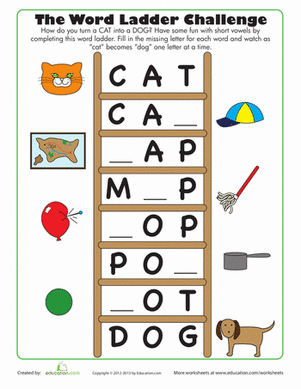 The Word Ladder Challenge
How do you turn a CAT into a DOG? Have some fun with short vowels by
completing this word ladder. Fill in the missing letter for each word and watch as
"cat" becomes "dog" one letter at a time.
C A T
C A _
_ A P
M _ P
_ O P
P O _
_ O T
D O G
Created by:
education.com
Copyright © 2012-2013 by Education.com
More worksheets at www.education.com/worksheets